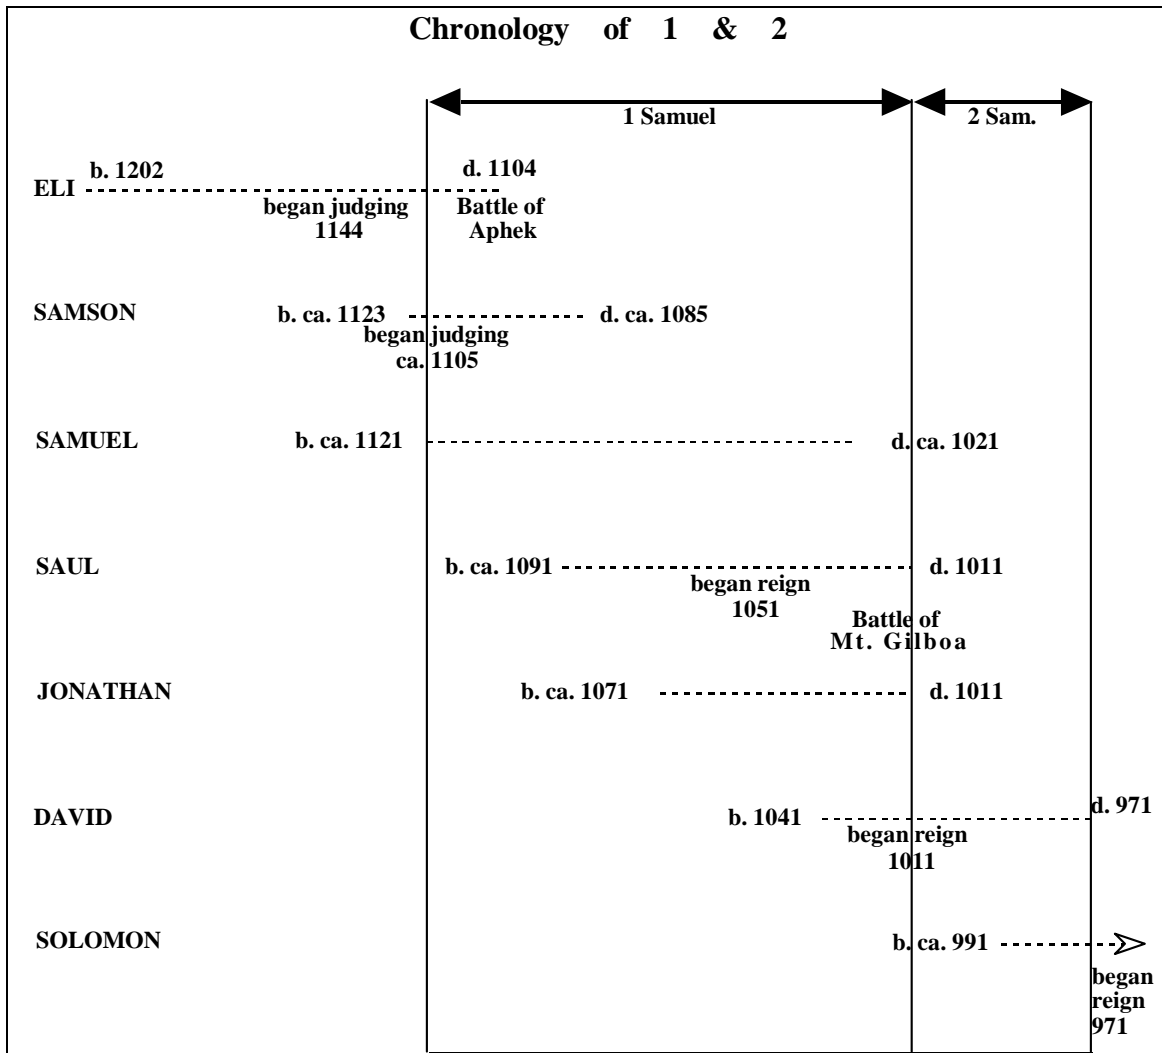 Chronology of 1 & 2
1 Samuel
2 Sam.
ELI
b. 1202
d. 1104
began judging
1144
Battle of
Aphek
SAMSON
b. ca. 1123
d. ca. 1085
began judging
ca. 1105
SAMUEL
b. ca. 1121
d. ca. 1021
SAUL
b. ca. 1091
d. 1011
began reign
1051
Battle of
Mt. Gilboa
JONATHAN
b. ca. 1071
d. 1011
DAVID
b. 1041
d. 971
began reign
1011
SOLOMON
b. ca. 991
began
reign
971